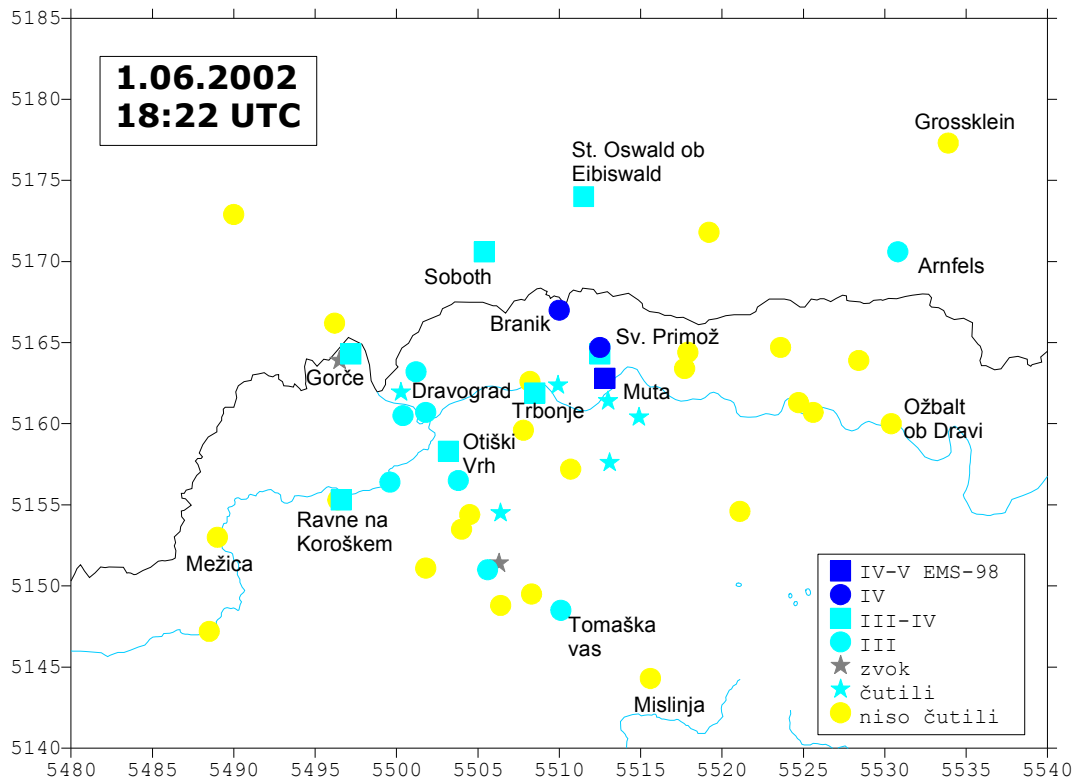 1.06.2002
18:22 UTC
5185
5180
5175
5170
5165
5160
5155
5150
5145
5140
Grossklein
St. Oswald ob
Eibiswald
Soboth
Arnfels
Branik
Sv. Primož
Gorče
Dravograd
Trbonje
Muta
Ožbalt
ob Dravi
Otiški
Vrh
Ravne na
Koroškem
Mežica
Tomaška
vas
Mislinja
IV-V EMS-98
IV
III-IV
III
zvok
čutili
niso čutili
5480 5485 5490 5495 5500 5505 5510 5515 5520 5525 5530 5535 5540